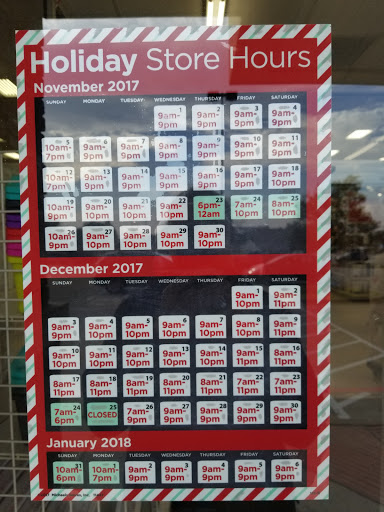 Holiday Store Hours
November 2017
SUNDAY MONDAY TUESDAY WEDNESDAY THURSDAY FRIDAY SATURDAY
1 2 3 4
9am- 9am- 9am- 9am-
9pm 9pm 9pm 9pm
5 6 7 8 9 10 11
10am- 9am- 9am- 9am- 9am- 9am- 9am-
7pm 9pm 9pm 9pm 9pm 9pm 9pm
12 13 14 15 16 17 18
10am- 9am- 9am- 9am- 9am- 9am- 9am-
7pm 9pm 9pm 9pm 9pm 9pm 9pm
19 20 21 22 23 24 25
10am- 9am- 9am- 9am- 6pm- 7am- 8am-
9pm 10pm 10pm 10pm 12am 10pm 10pm
26 27 28 29 30
10am- 9am- 9am- 9am- 9am-
9pm 10pm 10pm 10pm 10pm
December 2017
SUNDAY MONDAY TUESDAY WEDNESDAY THURSDAY FRIDAY SATURDAY
1 2
9am- 9am-
10pm 11pm
3 4 5 6 7 8 9
9am- 9am- 9am- 9am- 9am- 9am- 9am-
9pm 10pm 10pm 10pm 10pm 10pm 11pm
10 11 12 13 14 15 16
9am- 9am- 9am- 9am- 9am- 9am- 8am-
10pm 10pm 10pm 10pm 10pm 11pm 11pm
17 18 19 20 21 22 23
8am- 8am- 8am- 8am- 8am- 7am- 7am-
11pm 11pm 11pm 11pm 11pm 11pm 11pm
24 25 26 27 28 29 30
7am- CLOSED 7am- 9am- 9am- 9am- 9am-
6pm 9pm 9pm 9pm 9pm 9pm
January 2018
SUNDAY MONDAY TUESDAY WEDNESDAY THURSDAY FRIDAY SATURDAY
31 1 2 3 4 5 6
10am- 10am- 9am- 9am- 9am- 9am- 9am-
6pm 7pm 9pm 9pm 9pm 9pm 9pm